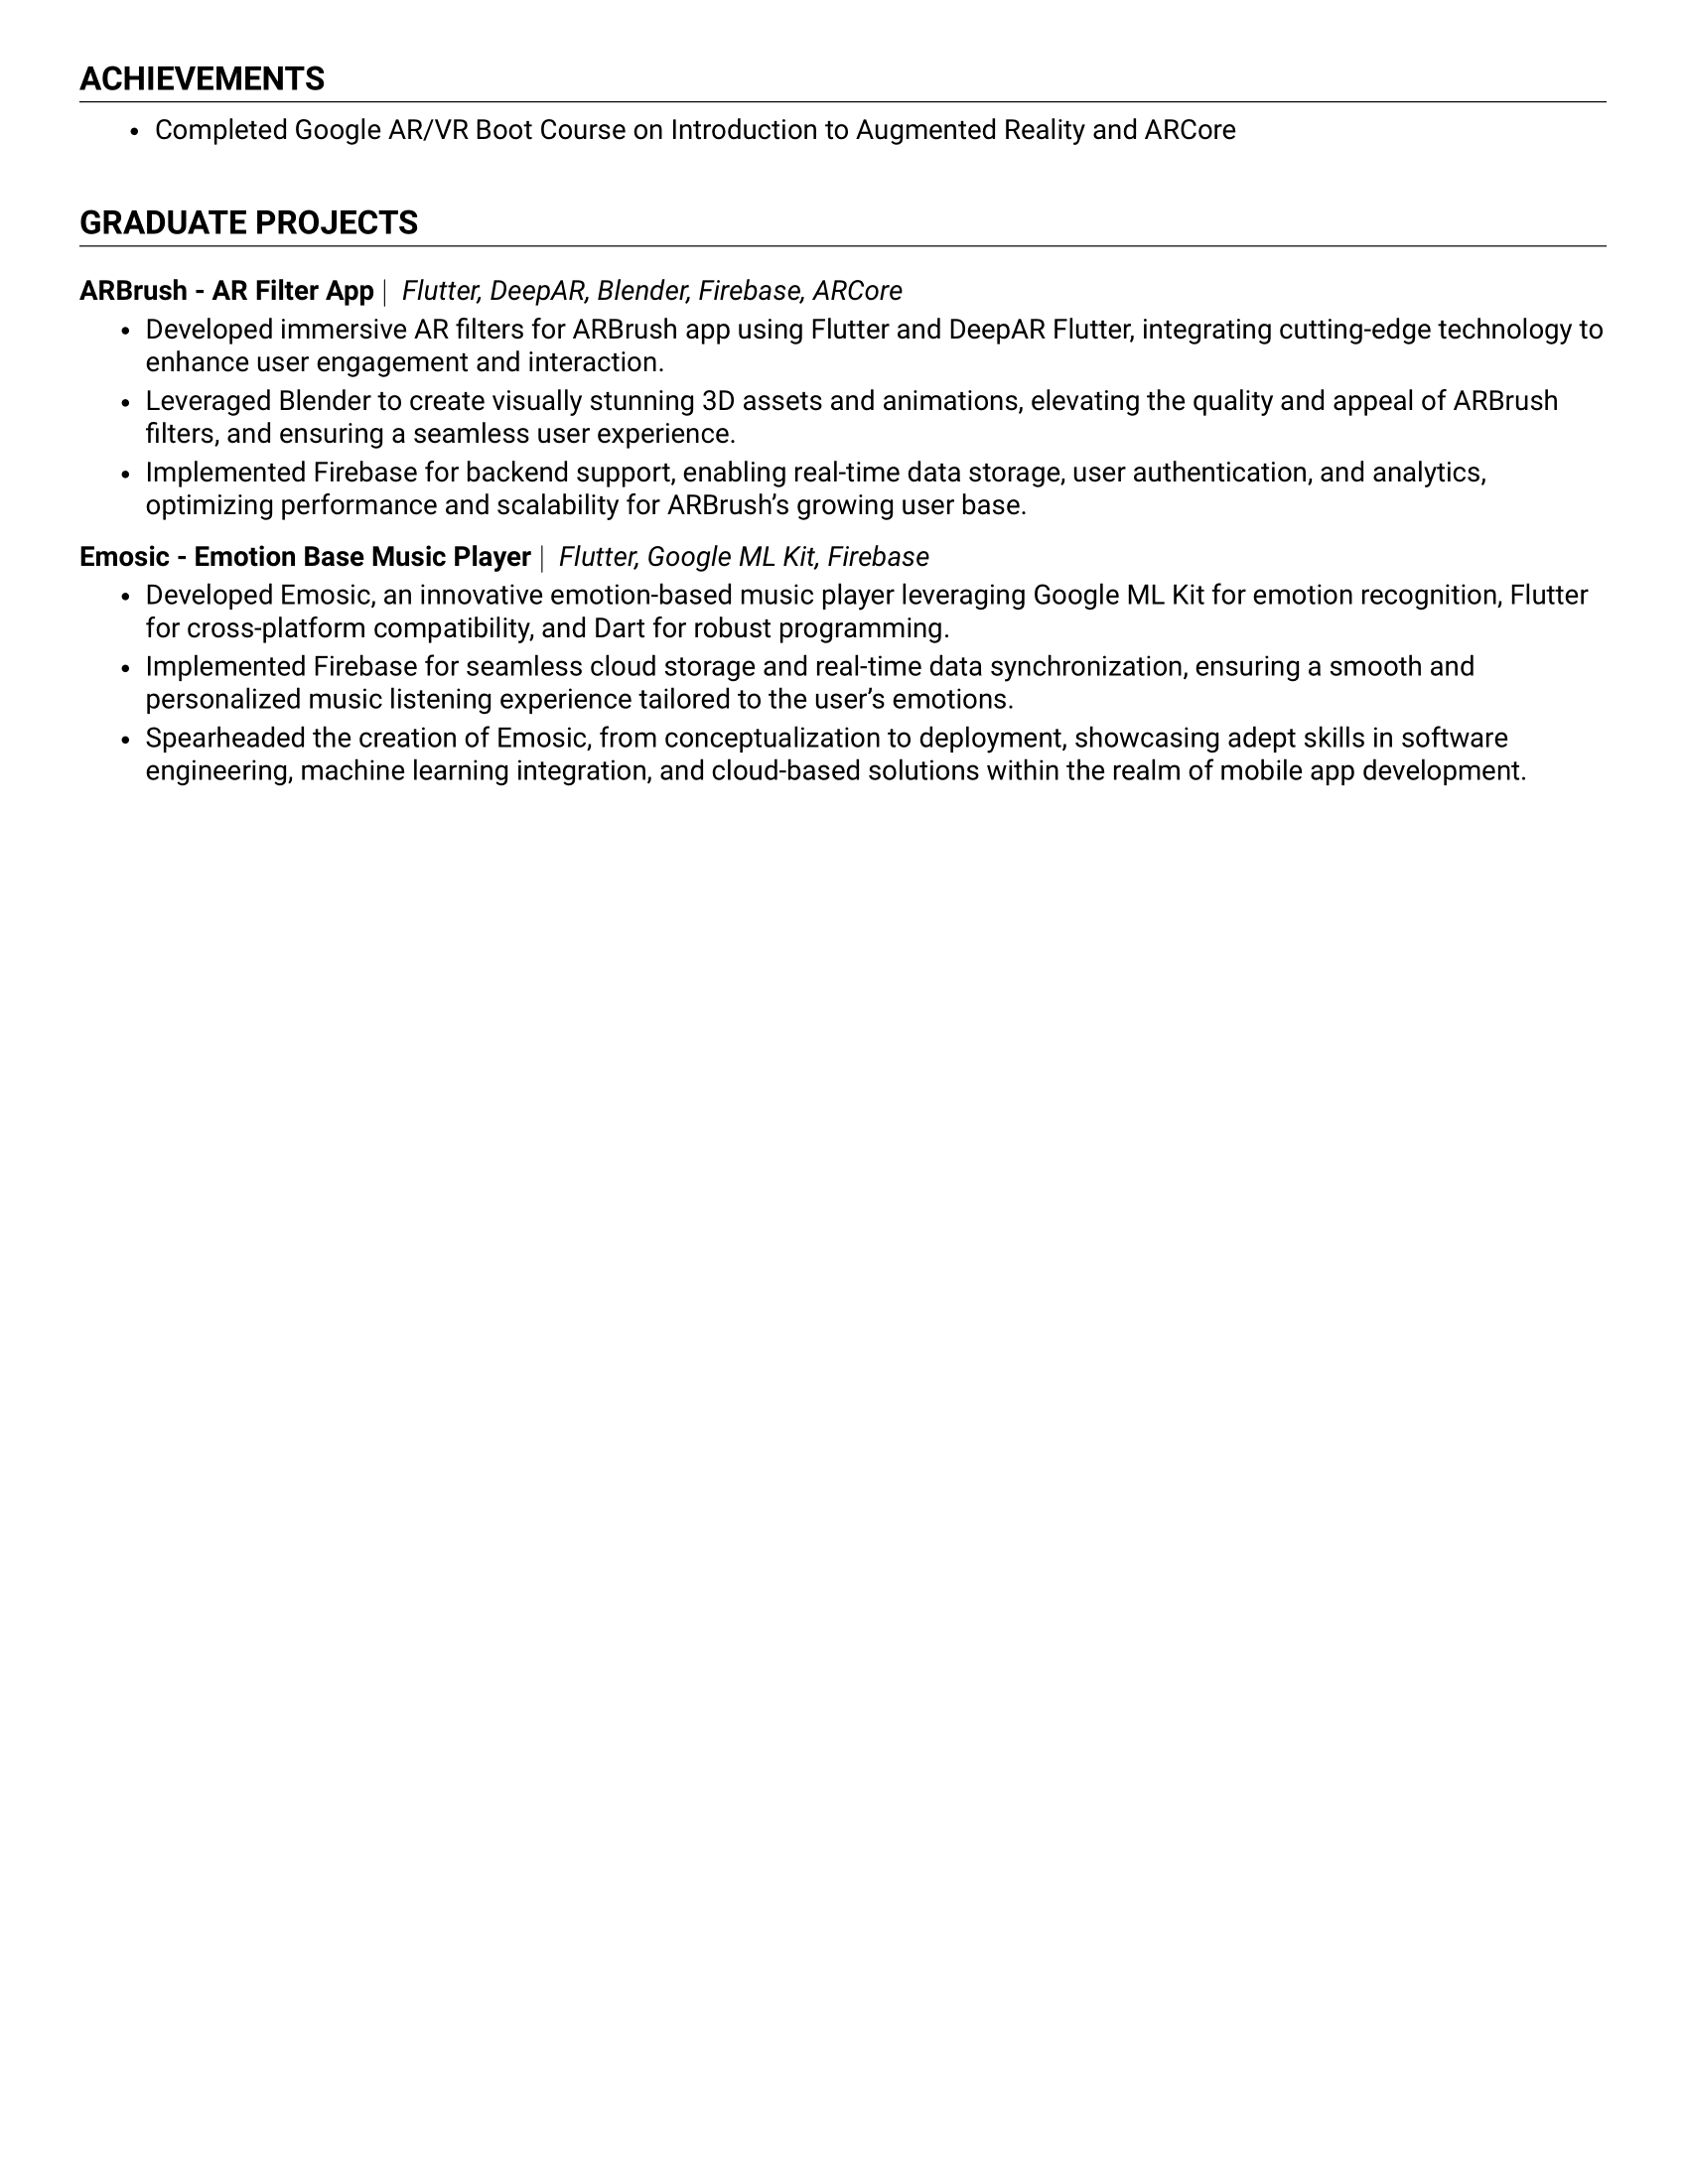 ACHIEVEMENTS
• Completed Google AR/VR Boot Course on Introduction to Augmented Reality and ARCore
GRADUATE PROJECTS
ARBrush - AR Filter App | Flutter, DeepAR, Blender, Firebase, ARCore
• Developed immersive AR filters for ARBrush app using Flutter and DeepAR Flutter, integrating cutting-edge technology to
enhance user engagement and interaction.
• Leveraged Blender to create visually stunning 3D assets and animations, elevating the quality and appeal of ARBrush
filters, and ensuring a seamless user experience.
• Implemented Firebase for backend support, enabling real-time data storage, user authentication, and analytics,
optimizing performance and scalability for ARBrush’s growing user base.
Emosic - Emotion Base Music Player | Flutter, Google ML Kit, Firebase
• Developed Emosic, an innovative emotion-based music player leveraging Google ML Kit for emotion recognition, Flutter
for cross-platform compatibility, and Dart for robust programming.
• Implemented Firebase for seamless cloud storage and real-time data synchronization, ensuring a smooth and
personalized music listening experience tailored to the user’s emotions.
• Spearheaded the creation of Emosic, from conceptualization to deployment, showcasing adept skills in software
engineering, machine learning integration, and cloud-based solutions within the realm of mobile app development.